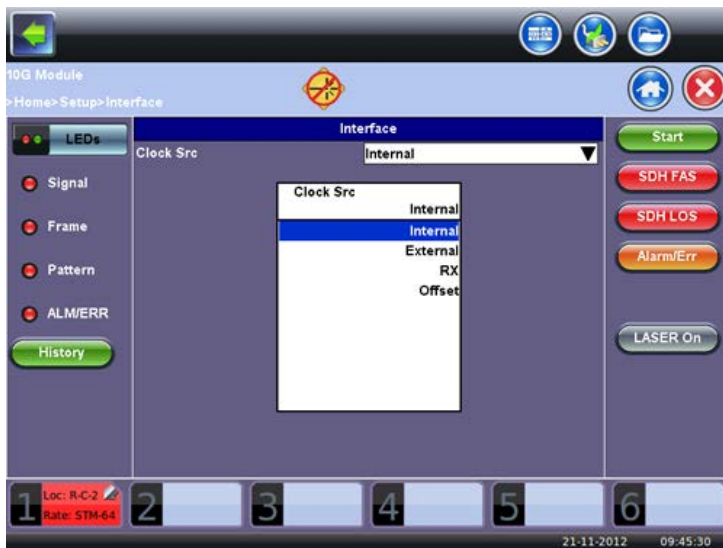 10G Module
>Home>Setup>Interface
LEDs
Signal
Frame
Pattern
ALM/ERR
History
Interface
Clock Src
Internal
Clock Src
Internal
Internal
External
RX
Offset
Start
SDH FAS
SDH LOS
Alarm/Err
LASER On
1
Loc: R-C-2
Rate: STM-64
2
3
4
5
6
21-11-2012 09:45:30